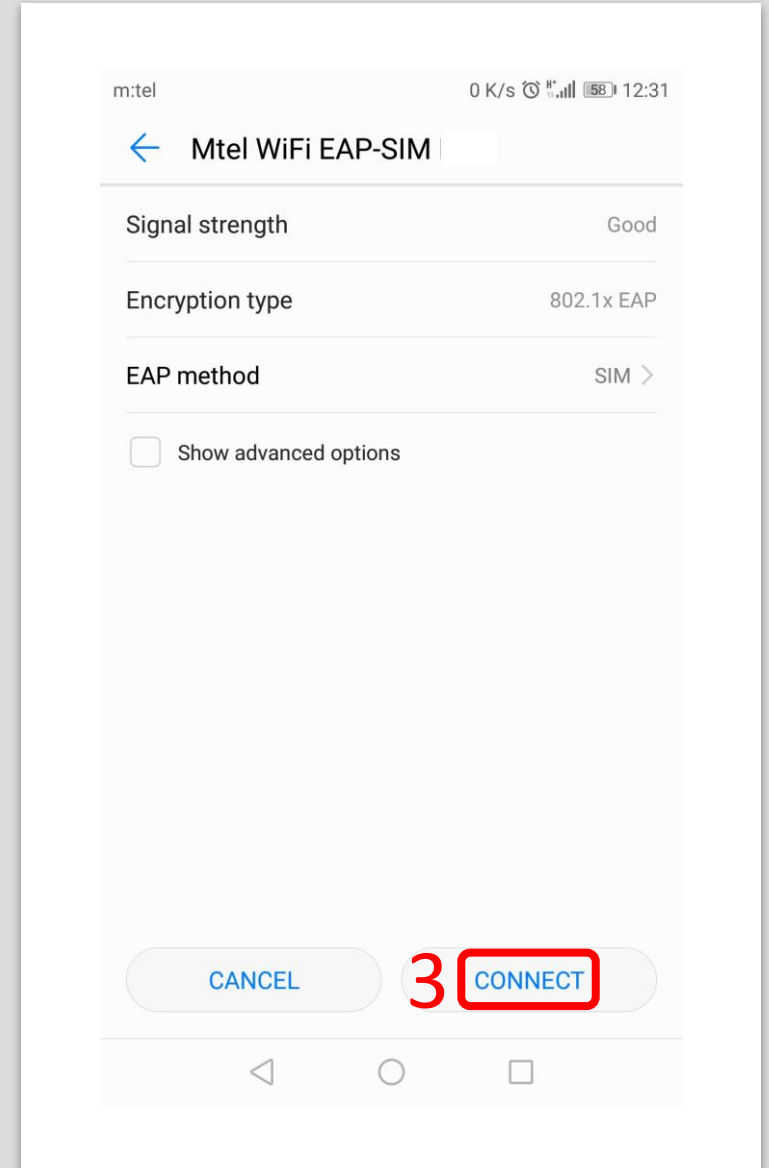 m:tel 0 K/s H+ 58 12:31
Mtel WiFi EAP-SIM
Signal strength Good
Encryption type 802.1x EAP
EAP method SIM
Show advanced options
CANCEL 3 CONNECT